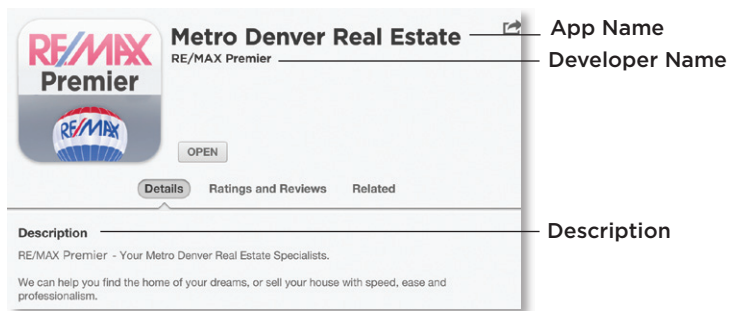 RE/MAX
Premier
RE/MAX
Metro Denver Real Estate
RE/MAX Premier
OPEN
App Name
Developer Name
Details Ratings and Reviews Related
Description
Description
RE/MAX Premier - Your Metro Denver Real Estate Specialists.
We can help you find the home of your dreams, or sell your house with speed, ease and
professionalism.